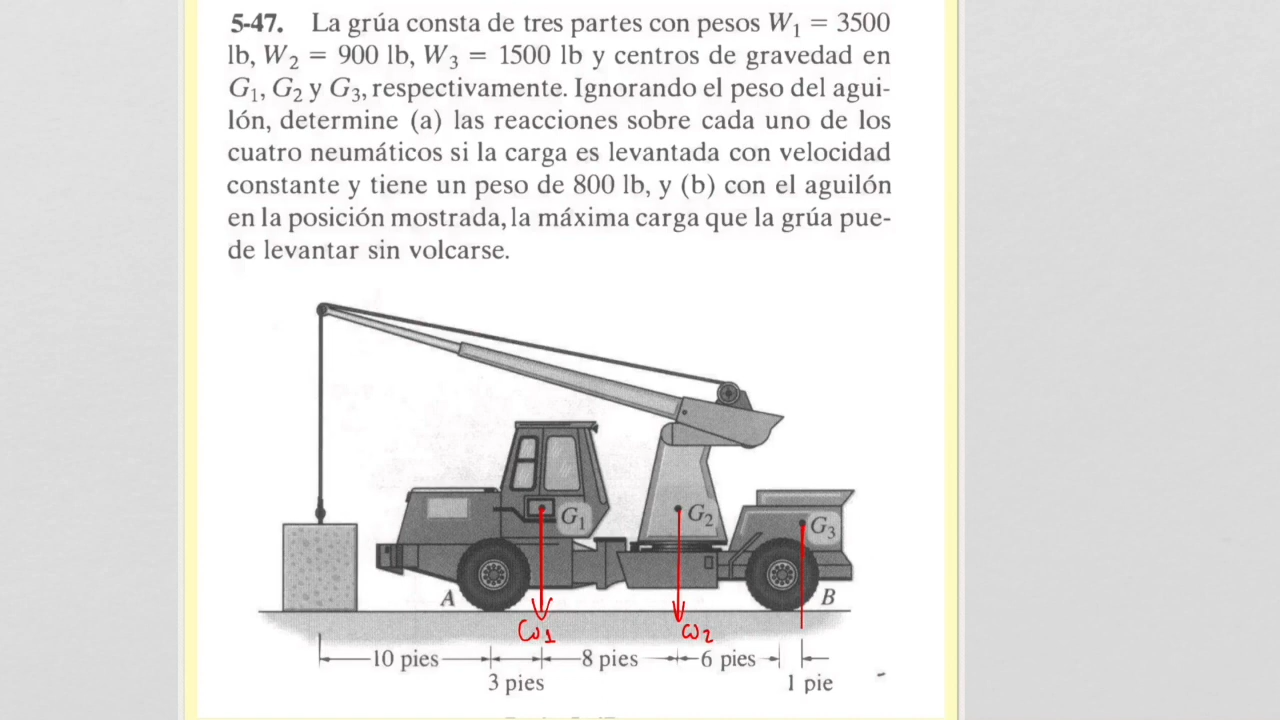 5-47. La grúa consta de tres partes con pesos W₁ = 3500
lb, W₂ = 900 lb, W₃ = 1500 lb y centros de gravedad en
G₁, G₂ y G₃, respectivamente. Ignorando el peso del agui-
lón, determine (a) las reacciones sobre cada uno de los
cuatro neumáticos si la carga es levantada con velocidad
constante y tiene un peso de 800 lb, y (b) con el aguilón
en la posición mostrada, la máxima carga que la grúa pue-
de levantar sin volcarse.
G₁
G₂
G₃
A
B
ω₁
ω₂
10 pies
8 pies
6 pies
3 pies
1 pie